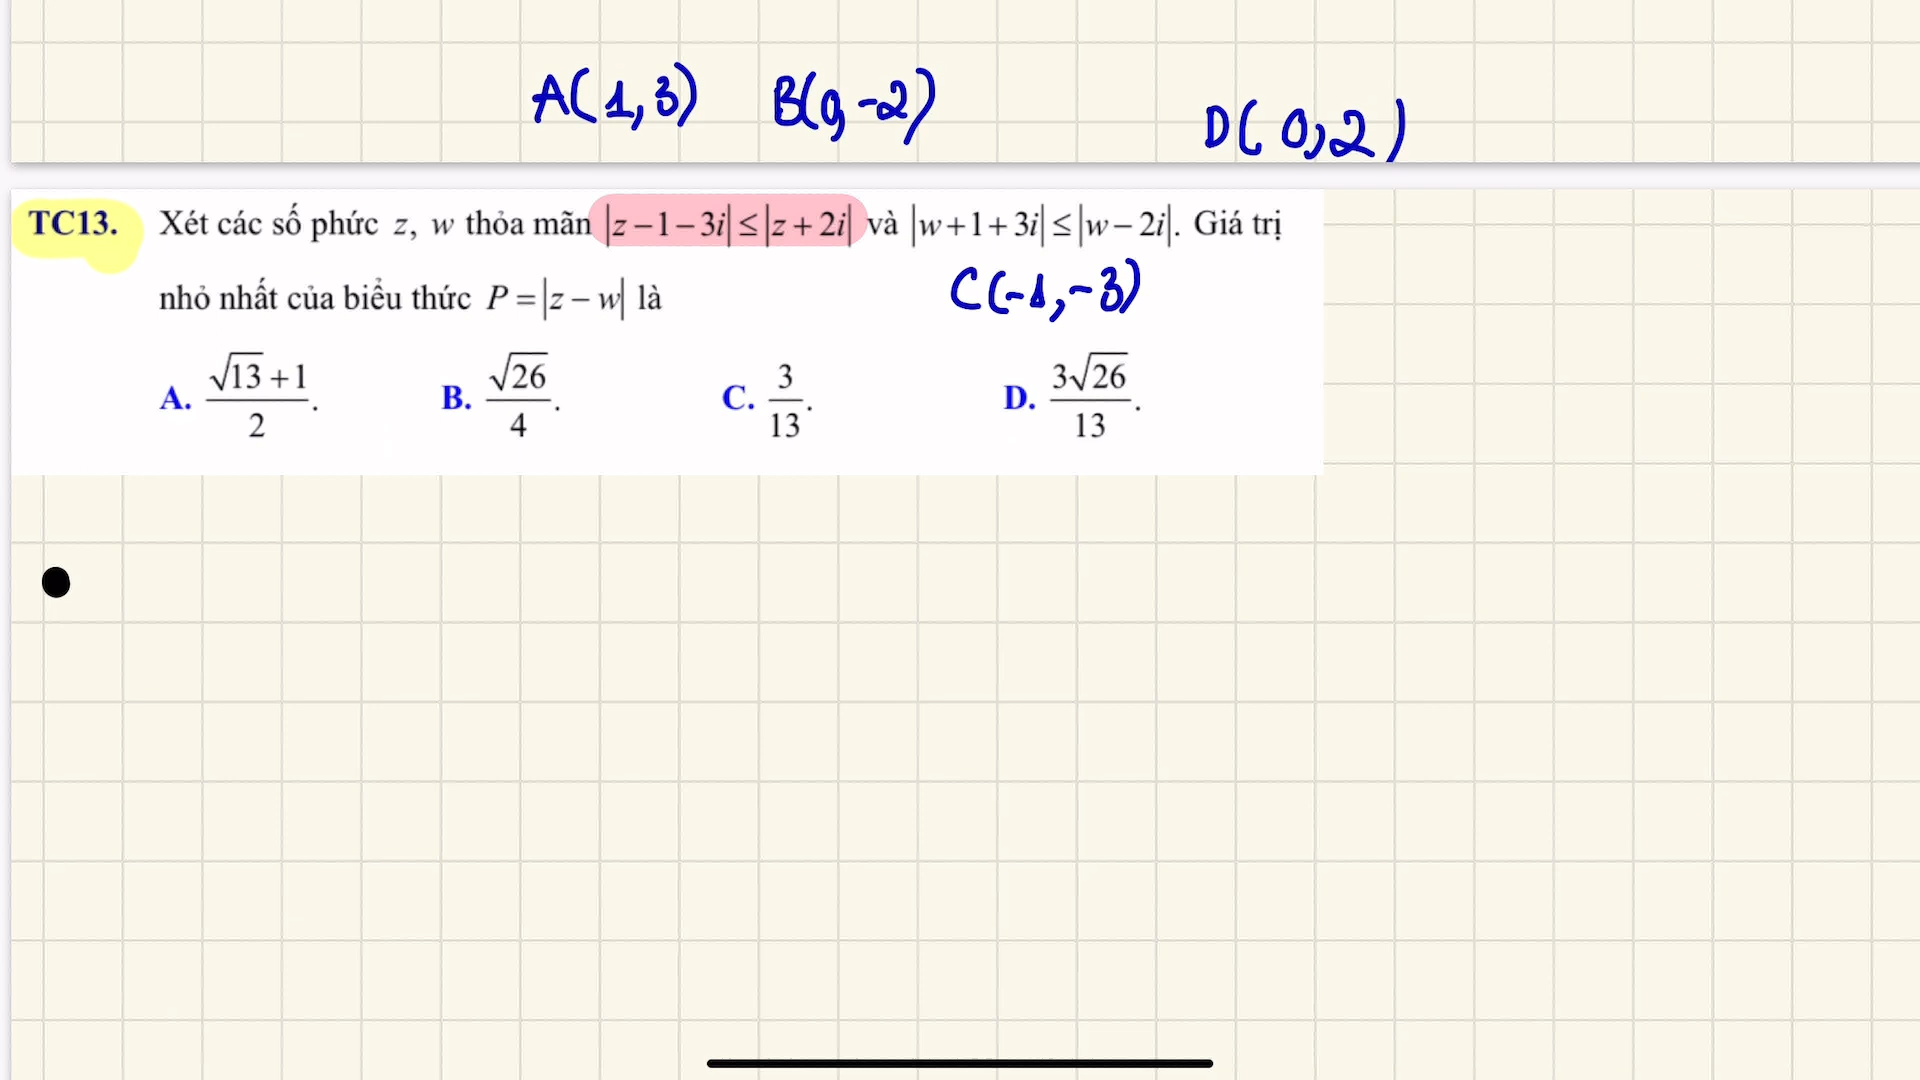 A(1,3) B(0,-2) D(0,2)
TC13. Xét các số phức z, w thỏa mãn |z−1−3i| ≤ |z+2i| và |w+1+3i| ≤ |w−2i|. Giá trị
nhỏ nhất của biểu thức P = |z − w| là
C(-1,-3)
A. (√13+1)/2. B. √26/4. C. 3/13. D. 3√26/13.